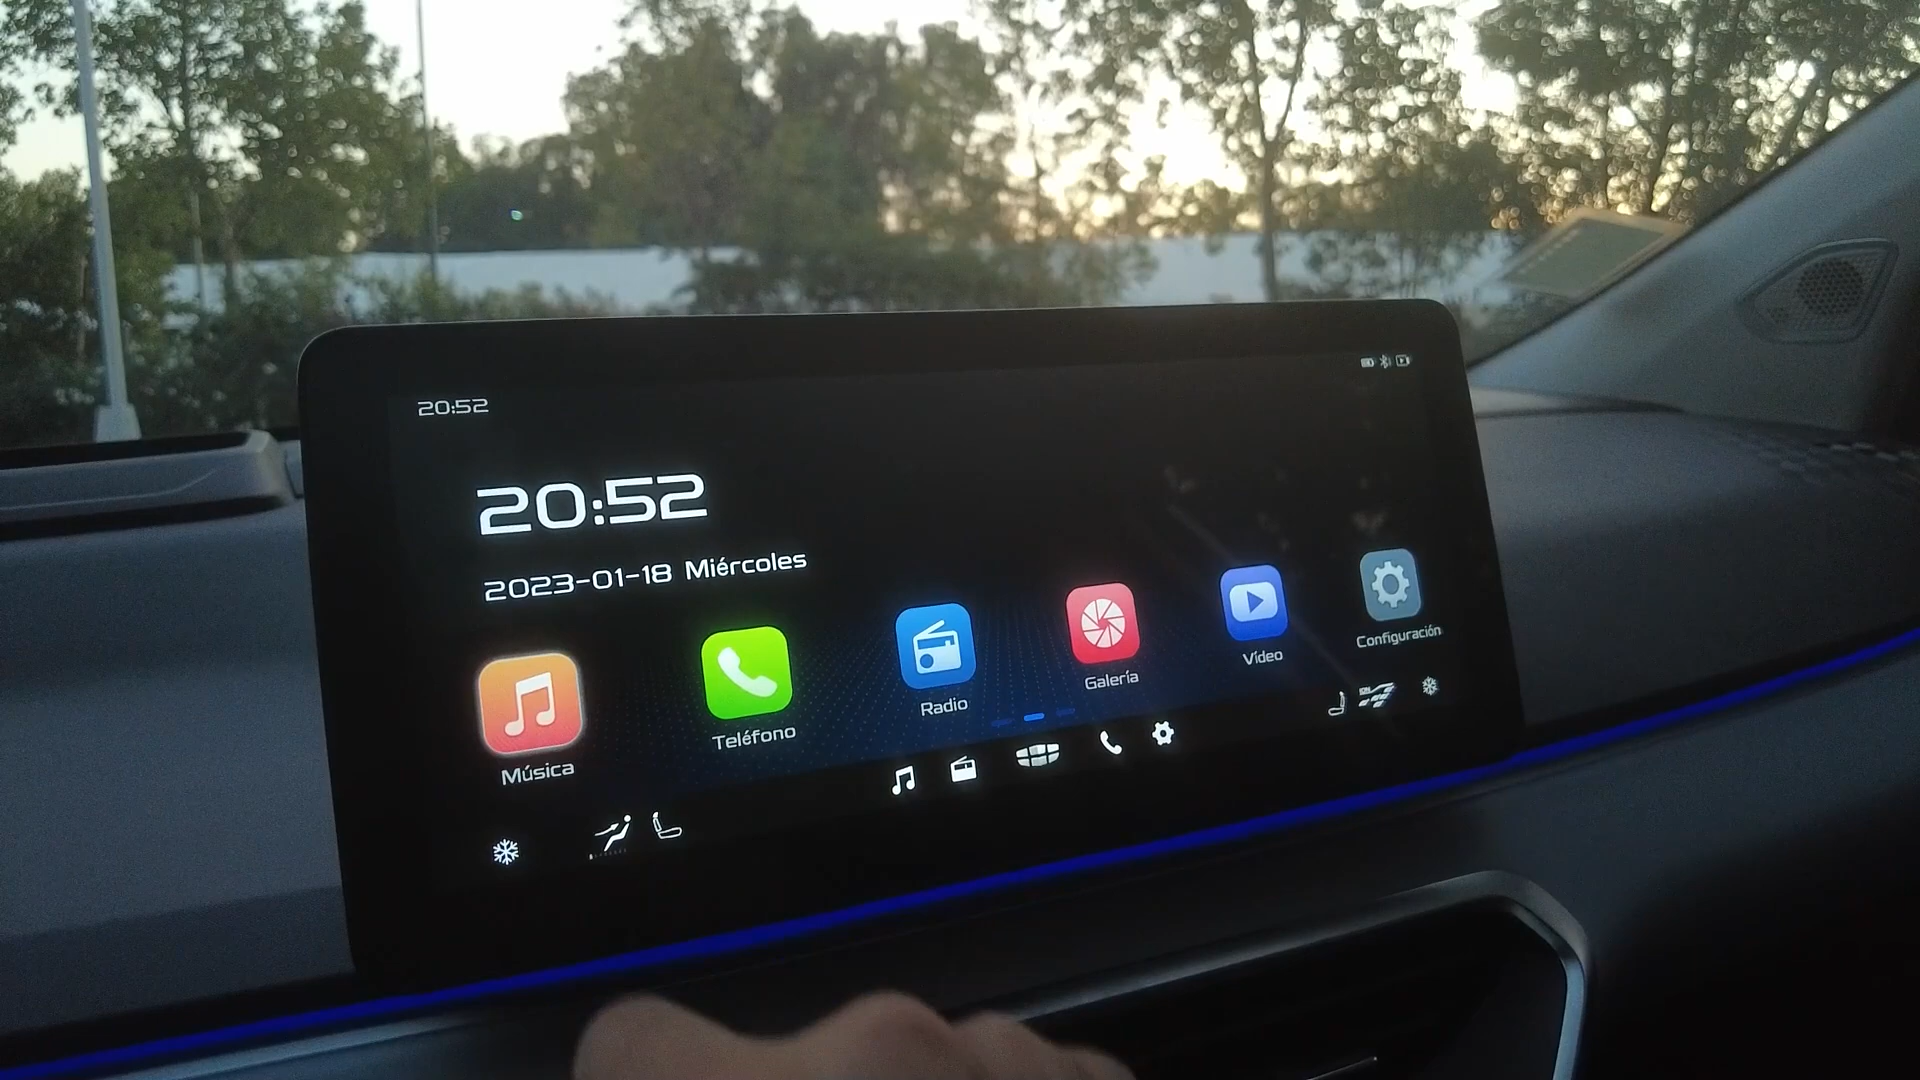 20:52
20:52
2023-01-18 Miércoles
Música
Teléfono
Radio
Galería
Vídeo
Configuración